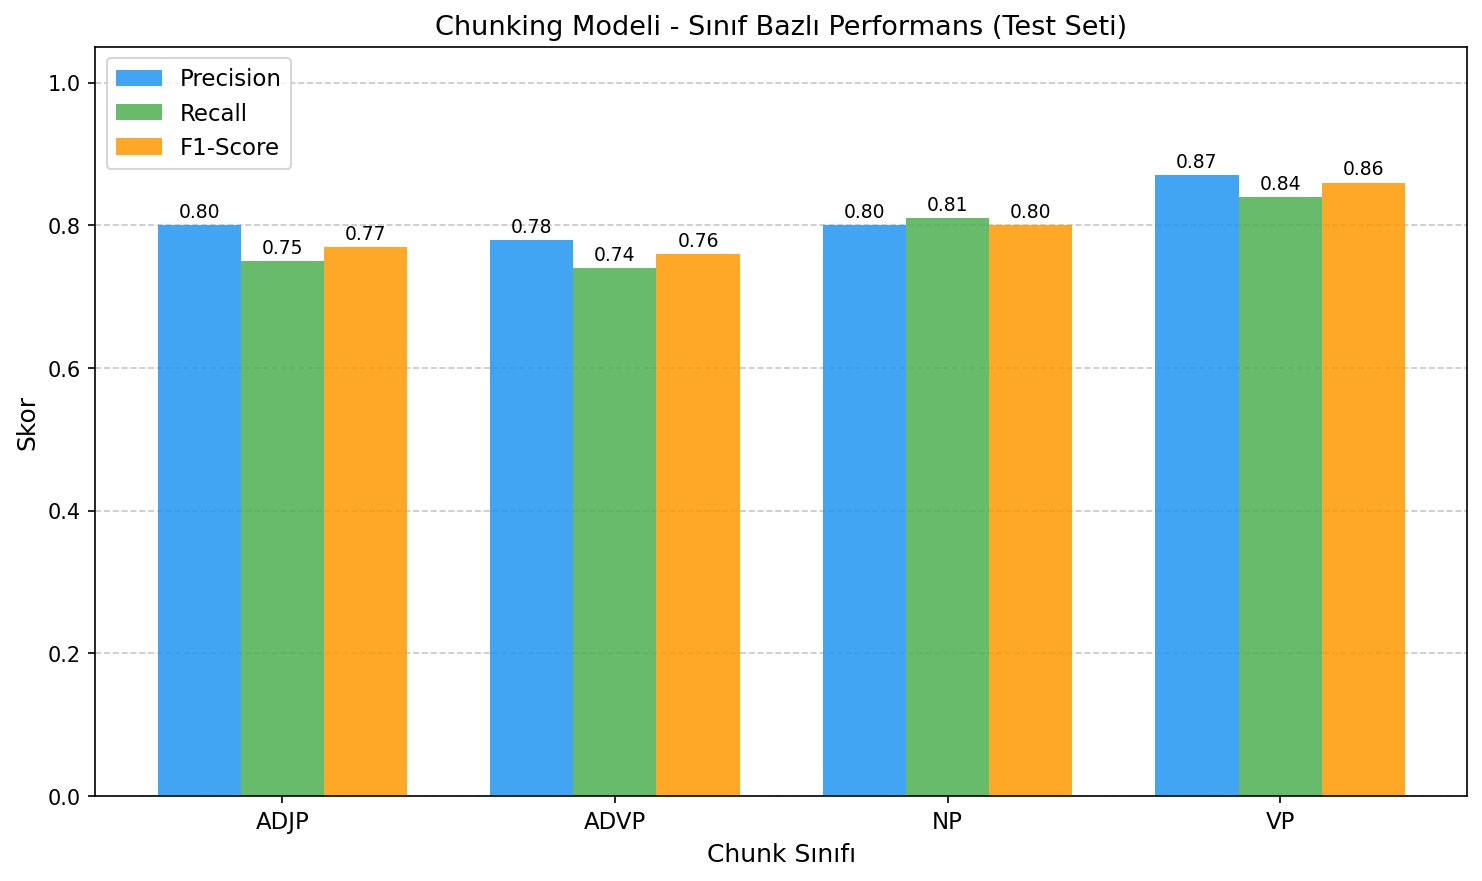 Chunking Modeli - Sınıf Bazlı Performans (Test Seti)
Precision
Recall
F1-Score
Skor
1.0
0.8
0.6
0.4
0.2
0.0
0.80
0.75
0.77
0.78
0.74
0.76
0.80
0.81
0.80
0.87
0.84
0.86
ADJP
ADVP
NP
VP
Chunk Sınıfı